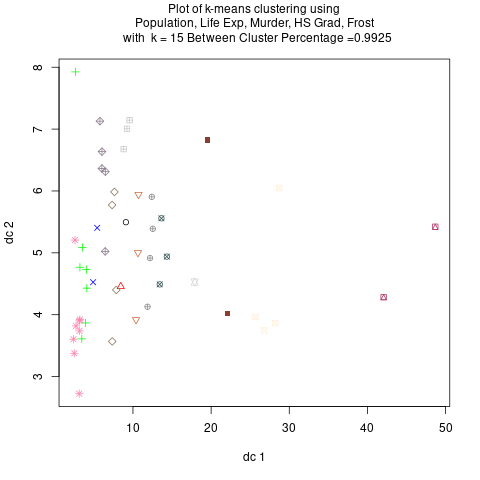 Plot of k-means clustering using
Population, Life Exp, Murder, HS Grad, Frost
with  k = 15 Between Cluster Percentage =0.9925
8
7
6
5
4
3
dc 2
10
20
30
40
50
dc 1